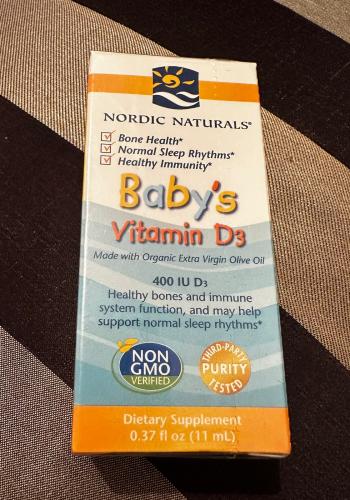 NORDIC NATURALS®
Bone Health*
Normal Sleep Rhythms*
Healthy Immunity*
Baby's
Vitamin D3
Made with Organic Extra Virgin Olive Oil
400 IU D3
Healthy bones and immune
system function, and may help
support normal sleep rhythms*
NON
GMO
VERIFIED
THIRD-PARTY
PURITY
TESTED
Dietary Supplement
0.37 fl oz (11 mL)